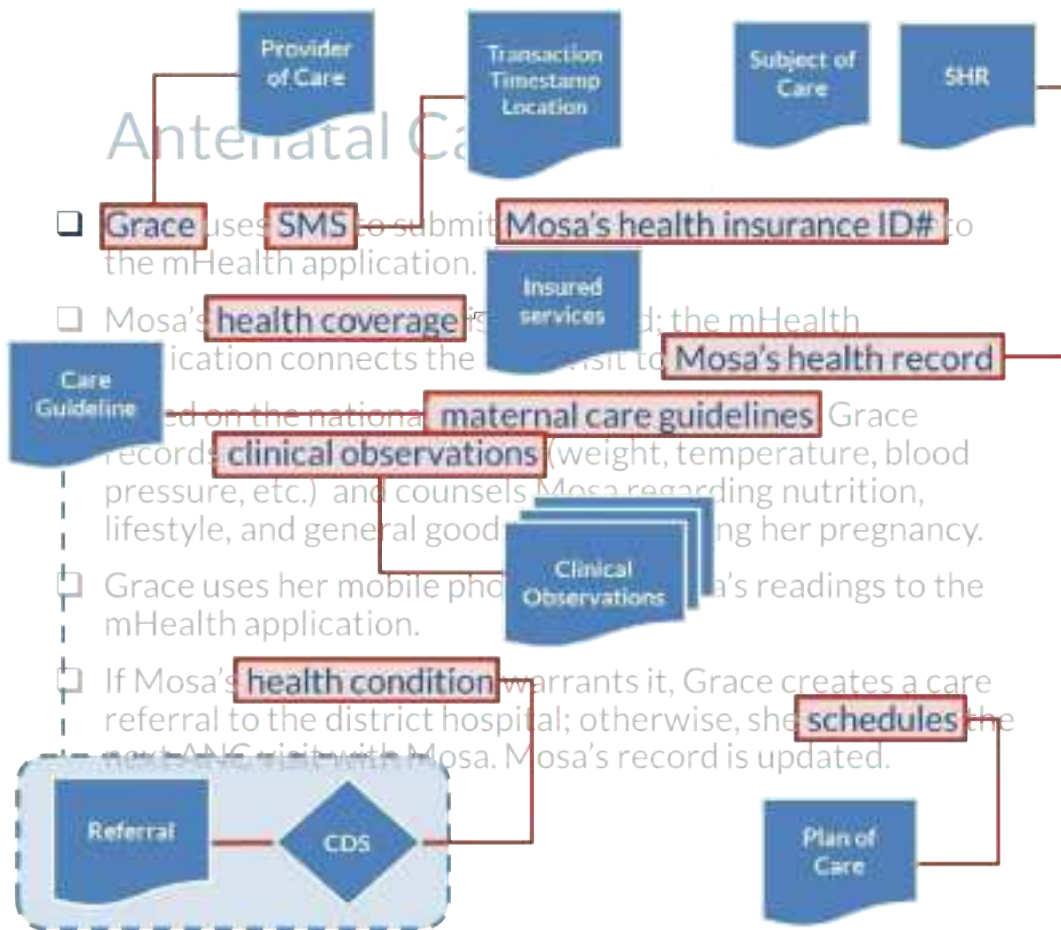 Provider
of Care
Transaction
Timestamp
Location
Subject of
Care
SHR
Antenatal Ca
Grace uses SMS to submit Mosa's health insurance ID# to
the mHealth application.
Insured
services
Mosa's health coverage is d; the mHealth
ication connects the isit to Mosa's health record
Care
Guideline
ed on the national maternal care guidelines Grace
records clinical observations (weight, temperature, blood
pressure, etc.) and counsels Mosa regarding nutrition,
lifestyle, and general good ng her pregnancy.
Clinical
Observations
Grace uses her mobile pho a's readings to the
mHealth application.
If Mosa's health condition warrants it, Grace creates a care
referral to the district hospital; otherwise, she schedules the
next ANC visit with Mosa. Mosa's record is updated.
Referral
CDS
Plan of
Care